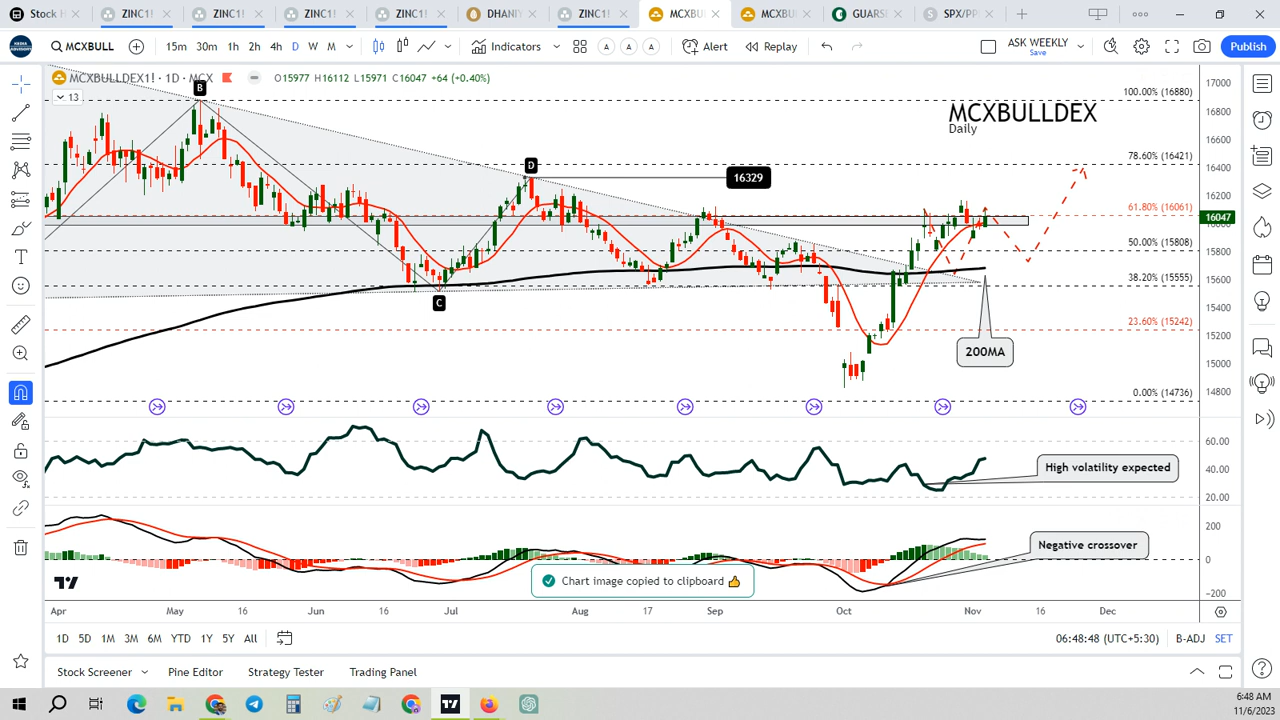 Stock H
ZINC1!
ZINC1!
ZINC1!
ZINC1!
DHANIY
ZINC1!
MCXBU
MCXBU
GUARSE
SPX/PP
MCXBULL
15m 30m 1h 2h 4h D W M
Indicators
A A A
Alert
Replay
ASK WEEKLY
Save
Publish
MCXBULLDEX1! · 1D · MCX
O15977 H16112 L15971 C16047 +64 (+0.40%)
13
B
D
C
16329
MCXBULLDEX
Daily
100.00% (16880)
78.60% (16421)
61.80% (16061)
50.00% (15808)
38.20% (15555)
23.60% (15242)
0.00% (14736)
200MA
17000
16800
16600
16400
16200
16047
15800
15600
15400
15200
15000
14800
High volatility expected
60.00
40.00
20.00
Negative crossover
200
0
−200
Chart image copied to clipboard
Apr May 16 Jun 16 Jul Aug 17 Sep Oct Nov 16 Dec
1D 5D 1M 3M 6M YTD 1Y 5Y All
06:48:48 (UTC+5:30) B-ADJ SET
Stock Screener Pine Editor Strategy Tester Trading Panel
6:48 AM
11/6/2023